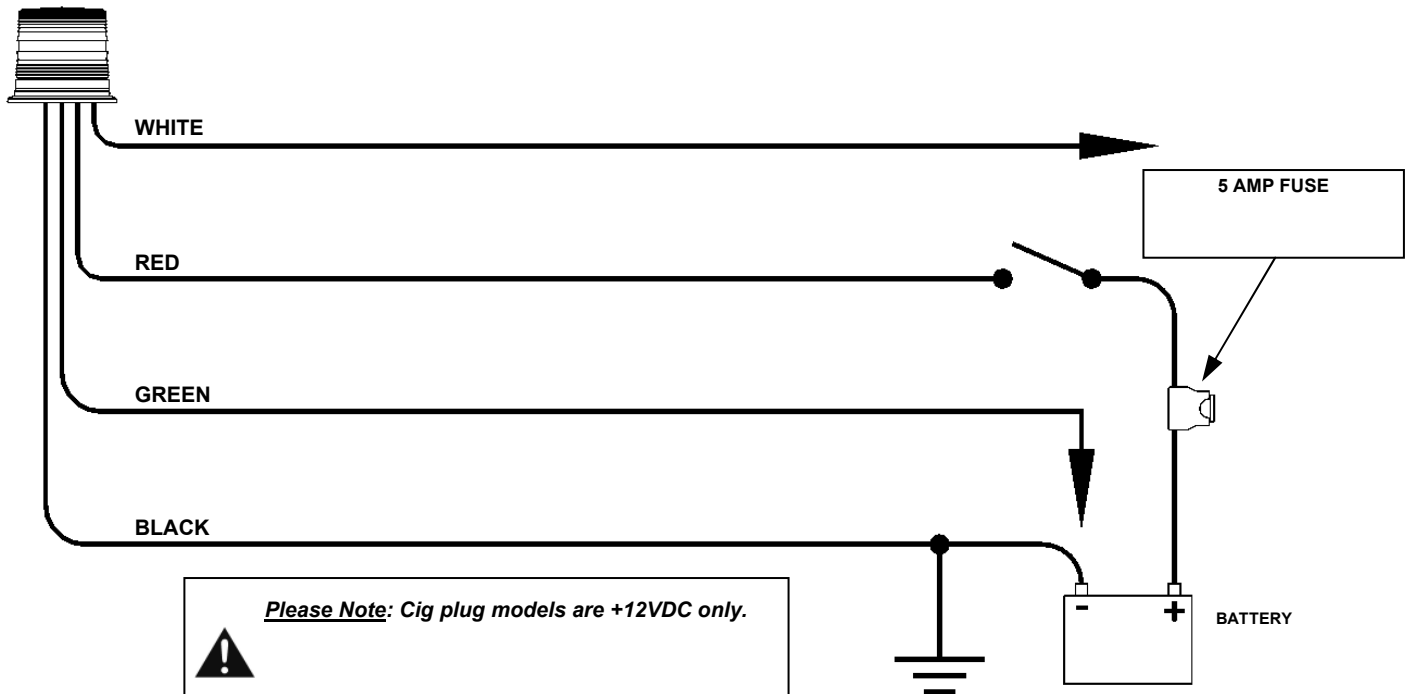 WHITE
5 AMP FUSE
RED
GREEN
BLACK
Please Note: Cig plug models are +12VDC only.
!
- +
BATTERY